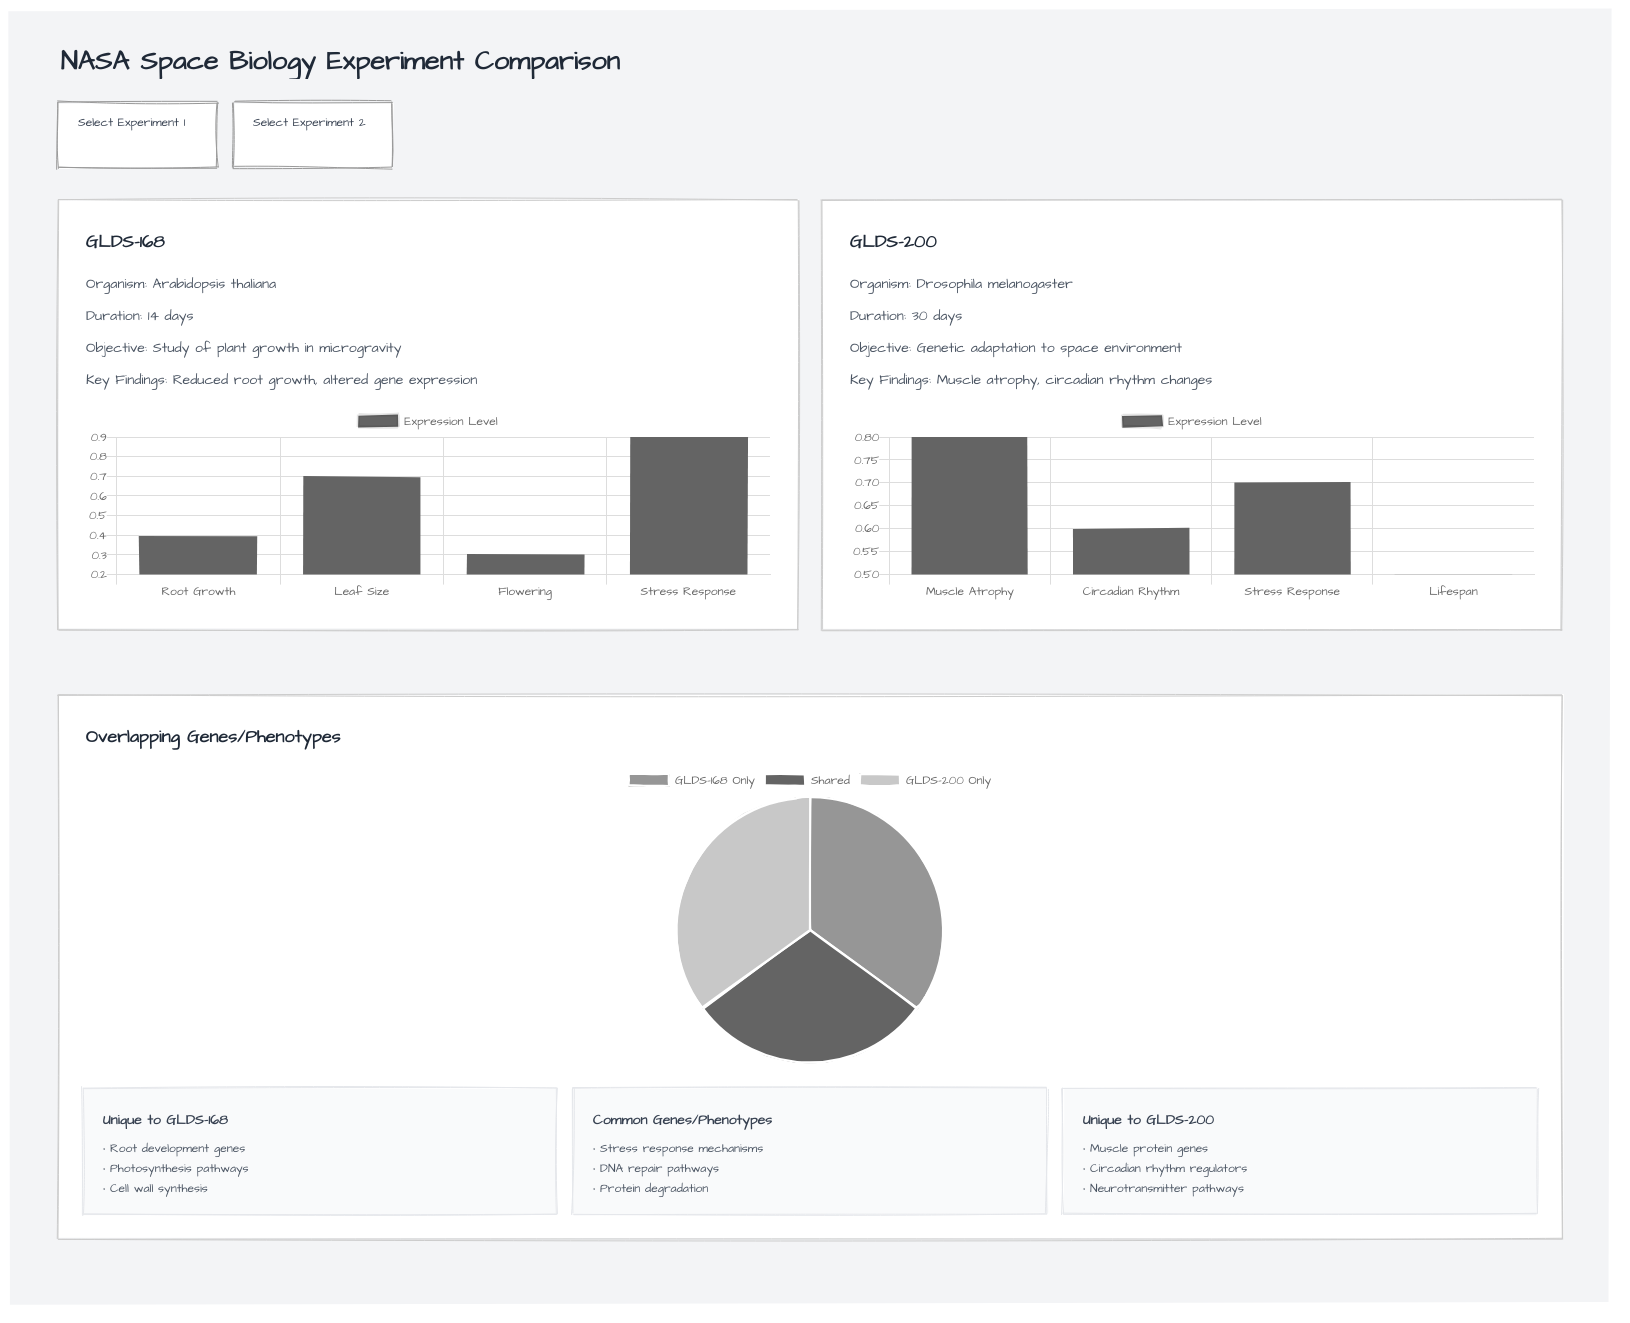 NASA Space Biology Experiment Comparison
Select Experiment 1
Select Experiment 2
GLDS-168
Organism: Arabidopsis thaliana
Duration: 14 days
Objective: Study of plant growth in microgravity
Key Findings: Reduced root growth, altered gene expression
Expression Level
0.9
0.8
0.7
0.6
0.5
0.4
0.3
0.2
Root Growth
Leaf Size
Flowering
Stress Response
GLDS-200
Organism: Drosophila melanogaster
Duration: 30 days
Objective: Genetic adaptation to space environment
Key Findings: Muscle atrophy, circadian rhythm changes
Expression Level
0.80
0.75
0.70
0.65
0.60
0.55
0.50
Muscle Atrophy
Circadian Rhythm
Stress Response
Lifespan
Overlapping Genes/Phenotypes
GLDS-168 Only
Shared
GLDS-200 Only
Unique to GLDS-168
• Root development genes
• Photosynthesis pathways
• Cell wall synthesis
Common Genes/Phenotypes
• Stress response mechanisms
• DNA repair pathways
• Protein degradation
Unique to GLDS-200
• Muscle protein genes
• Circadian rhythm regulators
• Neurotransmitter pathways